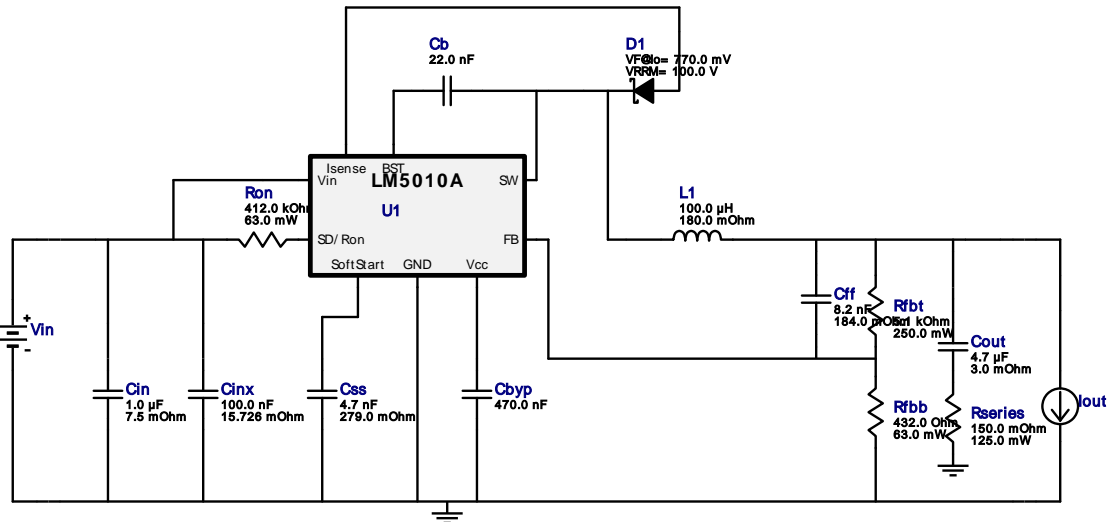 Cb
22.0 nF
D1
VF@Io= 770.0 mV
VRRM= 100.0 V
Isense
BST
Vin
LM5010A
SW
U1
Ron
412.0 kOhm
63.0 mW
SD/ Ron
FB
SoftStart
GND
Vcc
L1
100.0 µH
180.0 mOhm
+
Vin
-
Cin
1.0 µF
7.5 mOhm
Cinx
100.0 nF
15.726 mOhm
Css
4.7 nF
279.0 mOhm
Cbyp
470.0 nF
Cff
8.2 nF
184.0 mOhm
Rfbt
kOhm
250.0 mW
Rfbb
432.0 Ohm
63.0 mW
Cout
4.7 µF
3.0 mOhm
Rseries
150.0 mOhm
125.0 mW
Iout